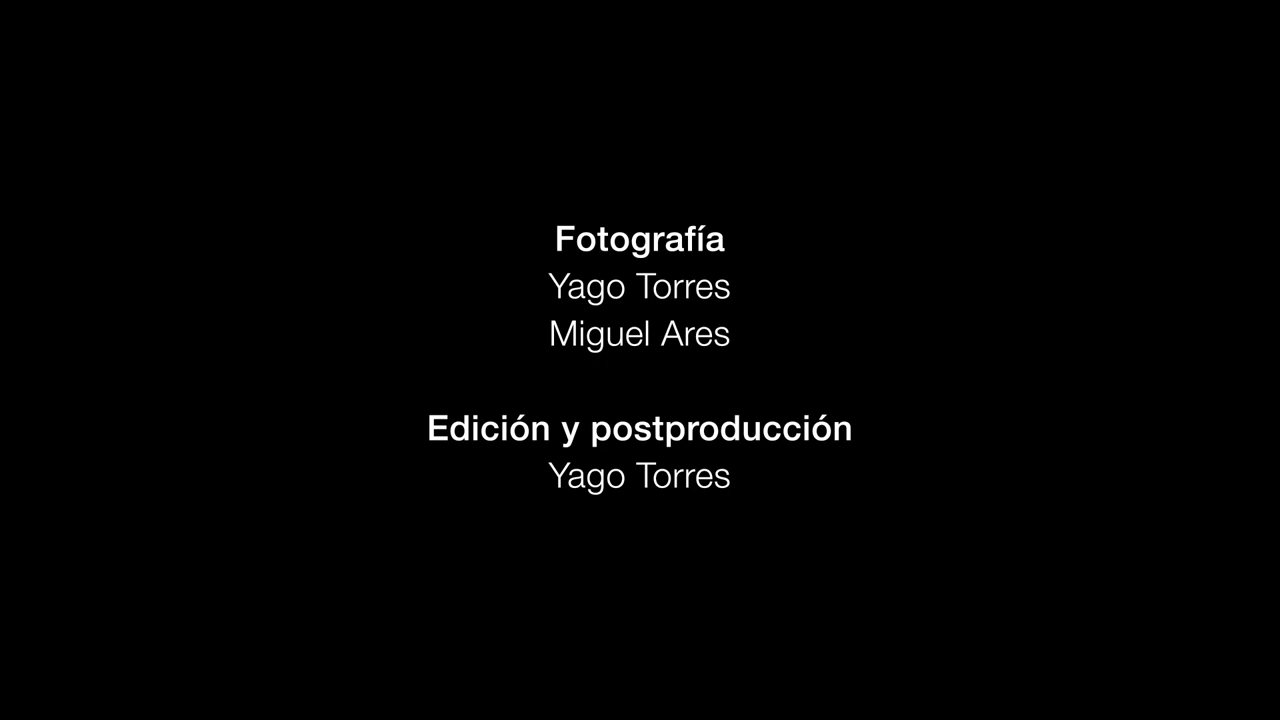 Fotografía
Yago Torres
Miguel Ares
Edición y postproducción
Yago Torres